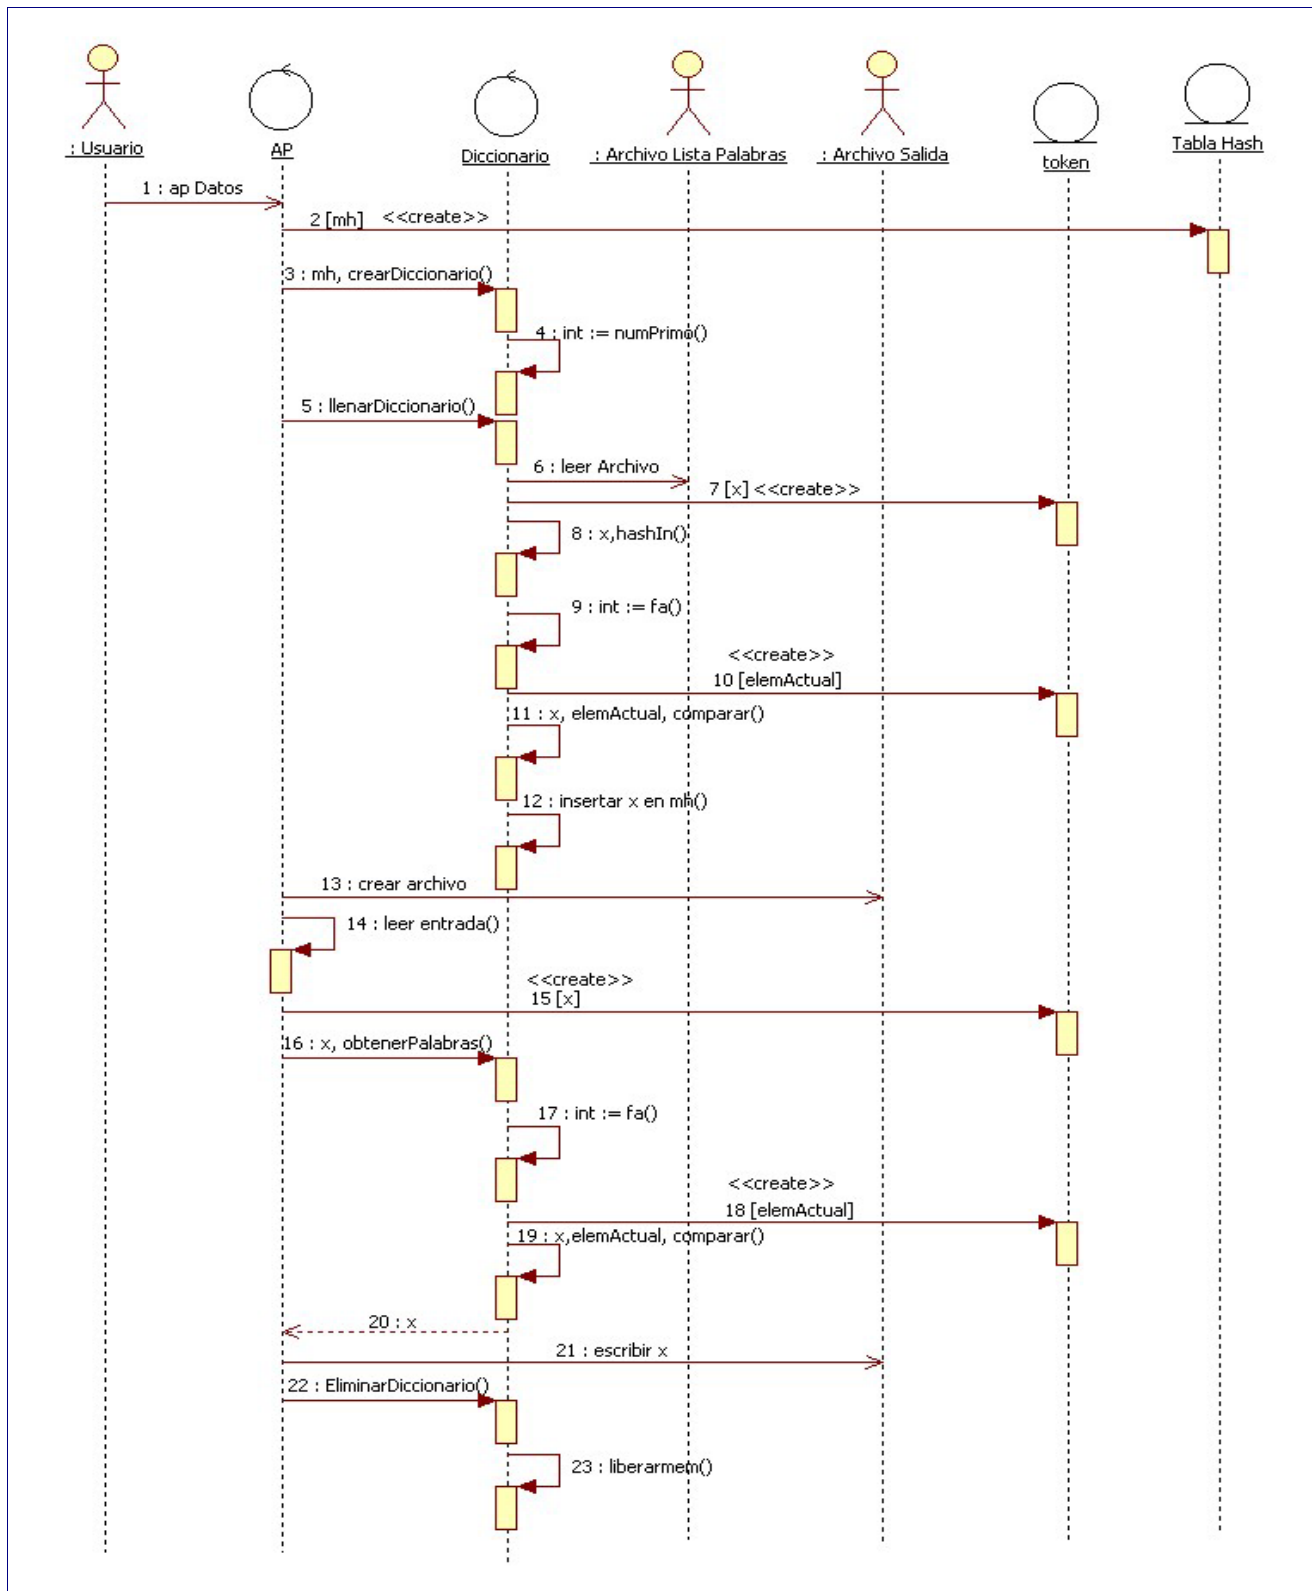 : Usuario
AP
Diccionario
: Archivo Lista Palabras
: Archivo Salida
token
Tabla Hash
1 : ap Datos
2 [mh] <<create>>
3 : mh, crearDiccionario()
4 : int := numPrimo()
5 : llenarDiccionario()
6 : leer Archivo
7 [x] <<create>>
8 : x,hashIn()
9 : int := fa()
<<create>>
10 [elemActual]
11 : x, elemActual, comparar()
12 : insertar x en mh()
13 : crear archivo
14 : leer entrada()
<<create>>
15 [x]
16 : x, obtenerPalabras()
17 : int := fa()
<<create>>
18 [elemActual]
19 : x,elemActual, comparar()
20 : x
21 : escribir x
22 : EliminarDiccionario()
23 : liberarmem()